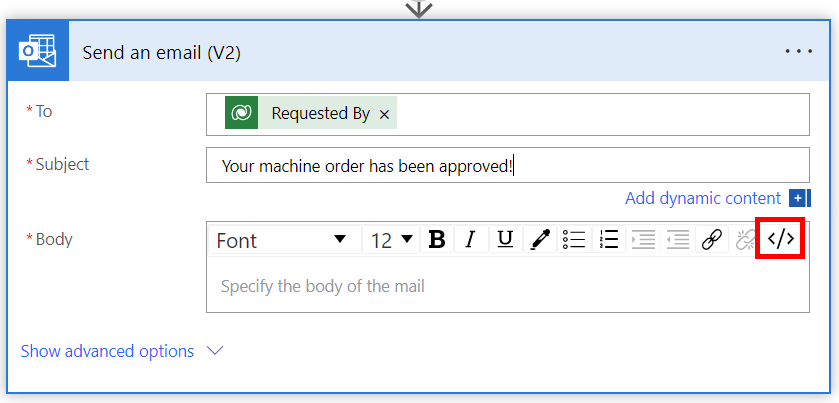 Send an email (V2)
* To
Requested By ×
* Subject
Your machine order has been approved!
Add dynamic content
* Body
Font
12
B I U
</>
Specify the body of the mail
Show advanced options